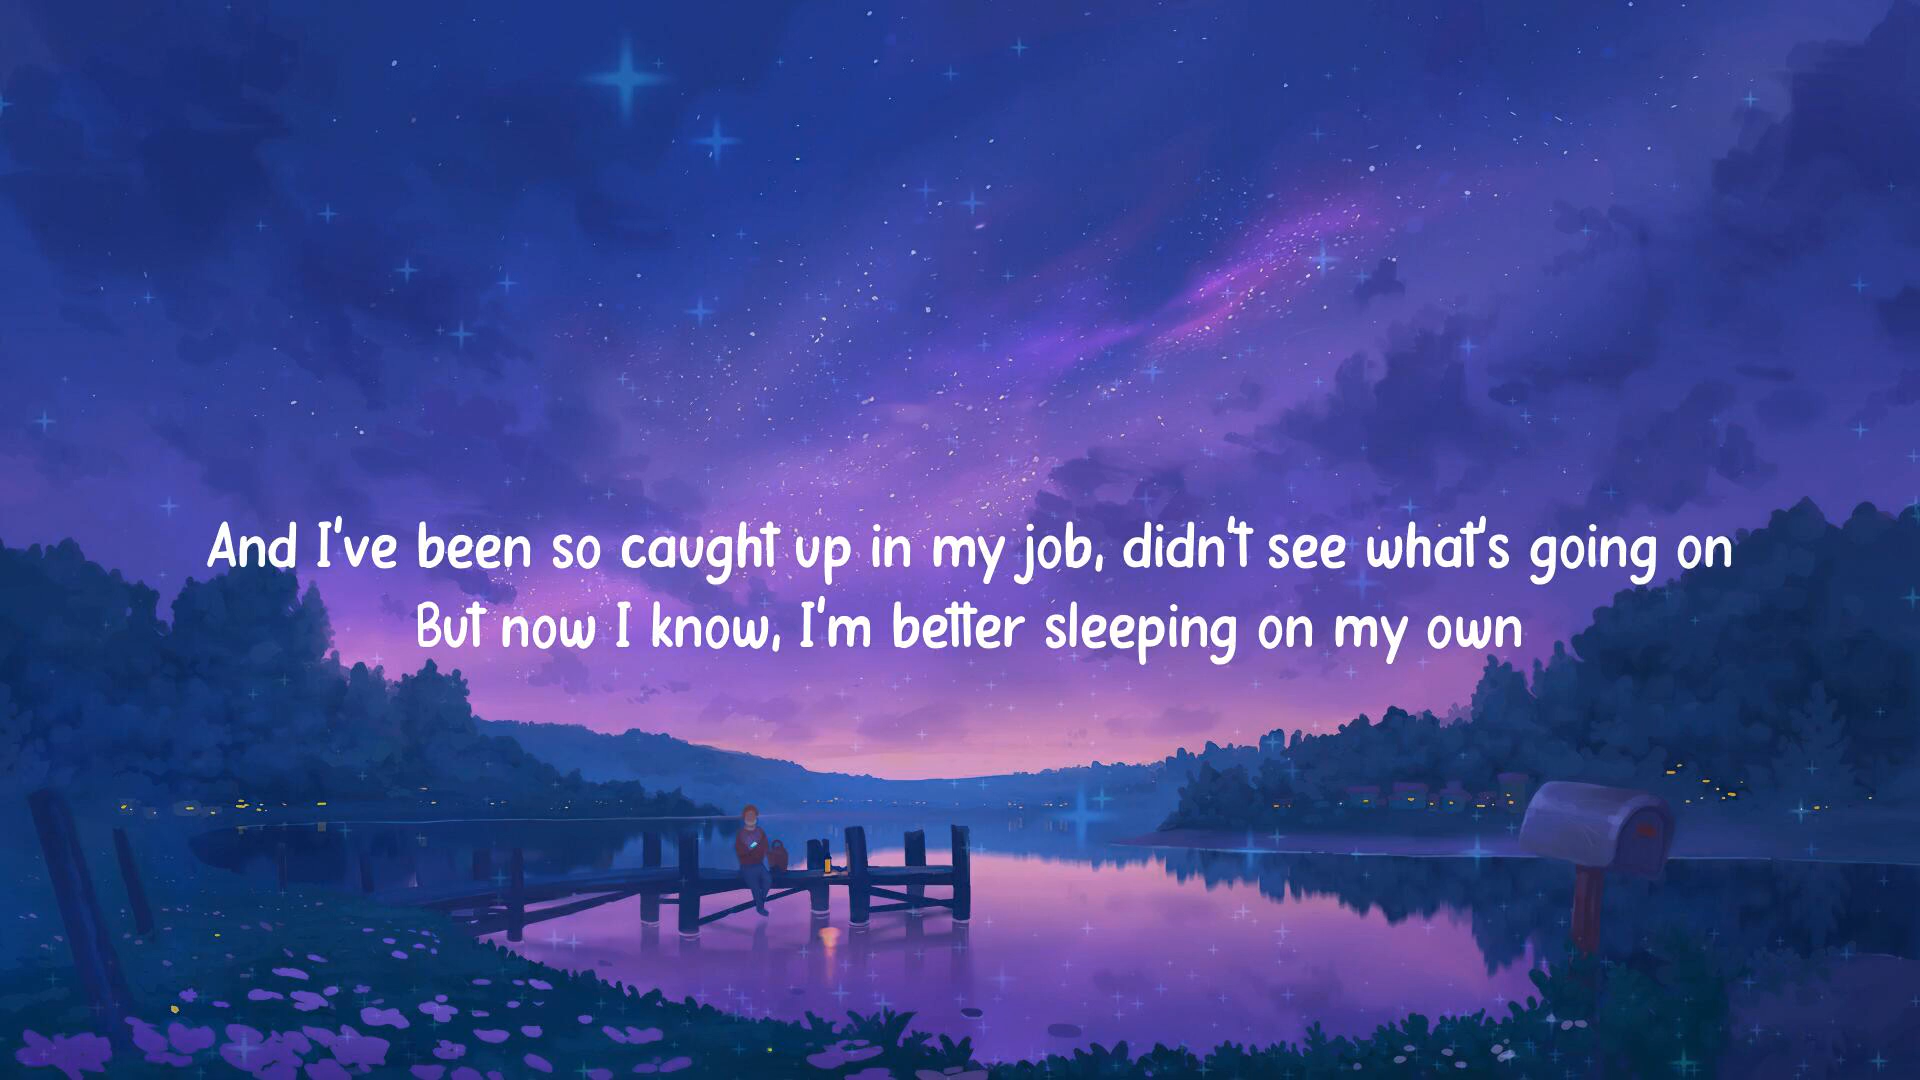 And I've been so caught up in my job, didn't see what's going on
But now I know, I'm better sleeping on my own